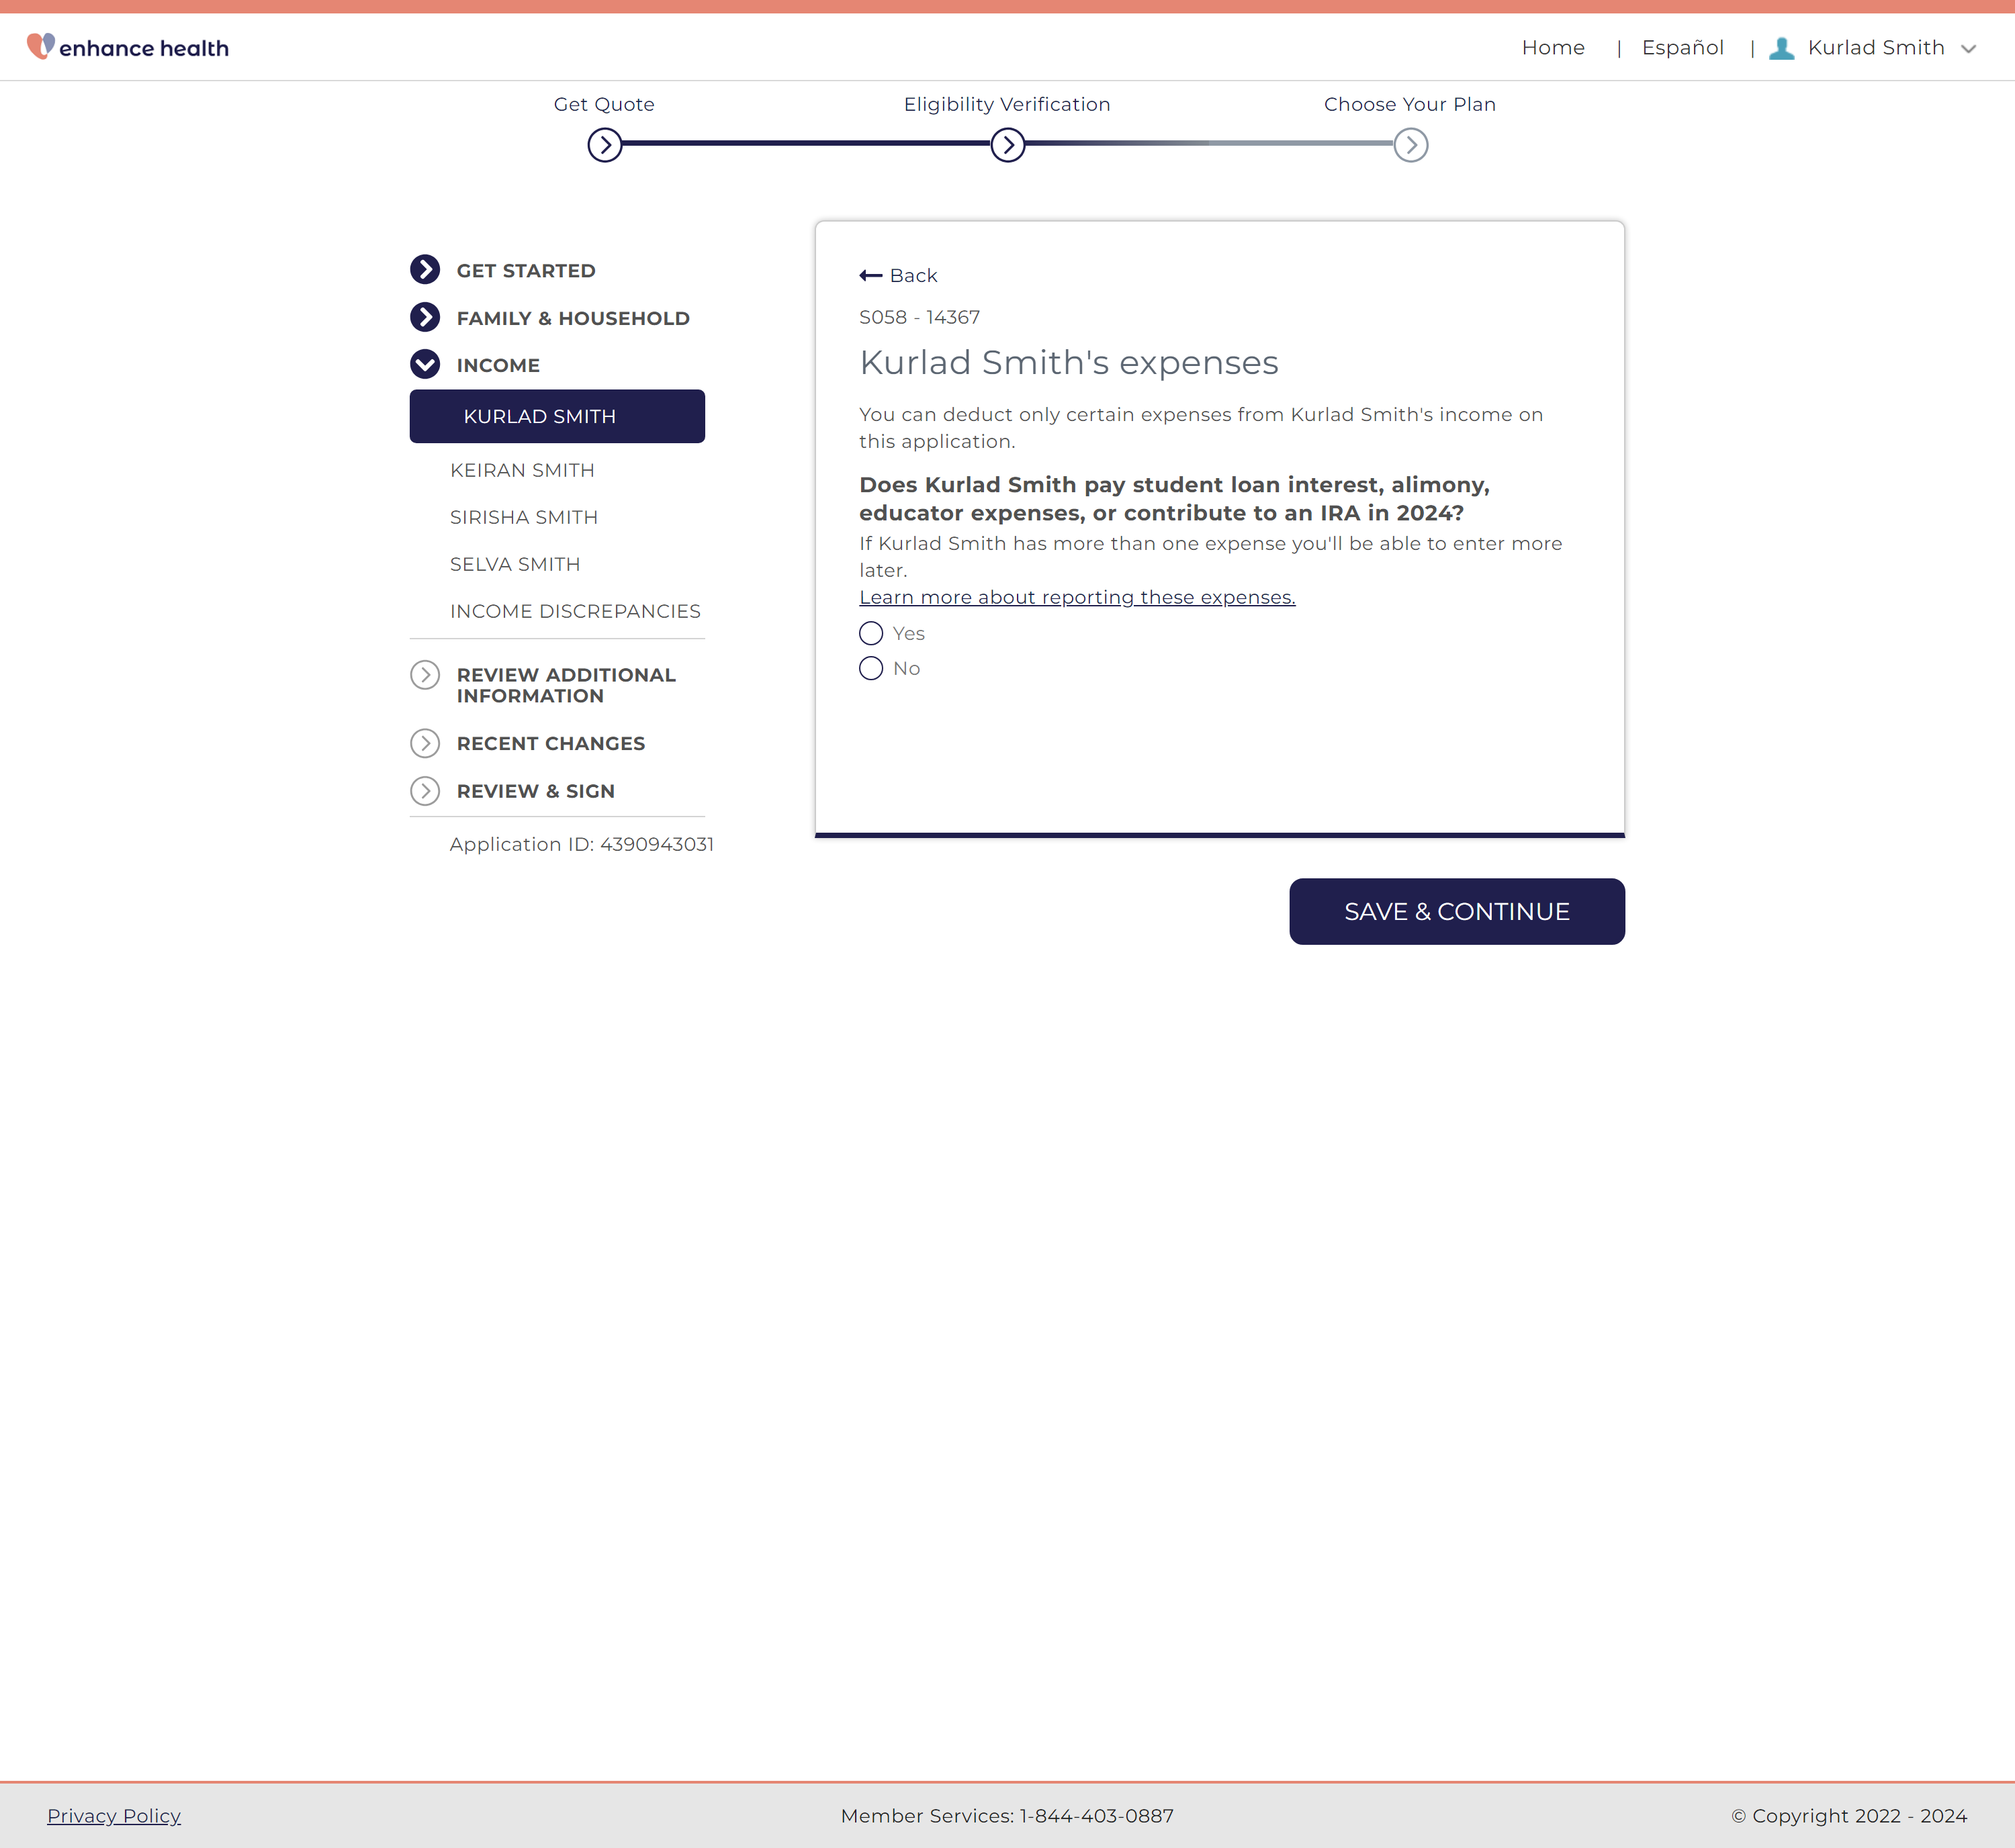 enhance health
Home | Español | Kurlad Smith
Get Quote
Eligibility Verification
Choose Your Plan
GET STARTED
FAMILY & HOUSEHOLD
INCOME
KURLAD SMITH
KEIRAN SMITH
SIRISHA SMITH
SELVA SMITH
INCOME DISCREPANCIES
REVIEW ADDITIONAL
INFORMATION
RECENT CHANGES
REVIEW & SIGN
Application ID: 4390943031
Back
S058 - 14367
Kurlad Smith's expenses
You can deduct only certain expenses from Kurlad Smith's income on
this application.
Does Kurlad Smith pay student loan interest, alimony,
educator expenses, or contribute to an IRA in 2024?
If Kurlad Smith has more than one expense you'll be able to enter more
later.
Learn more about reporting these expenses.
Yes
No
SAVE & CONTINUE
Privacy Policy
Member Services: 1-844-403-0887
© Copyright 2022 - 2024